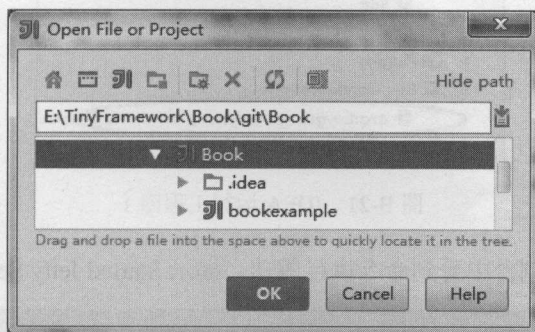 Open File or Project
Hide path
E:\TinyFramework\Book\git\Book
Book
.idea
bookexample
Drag and drop a file into the space above to quickly locate it in the tree.
OK
Cancel
Help